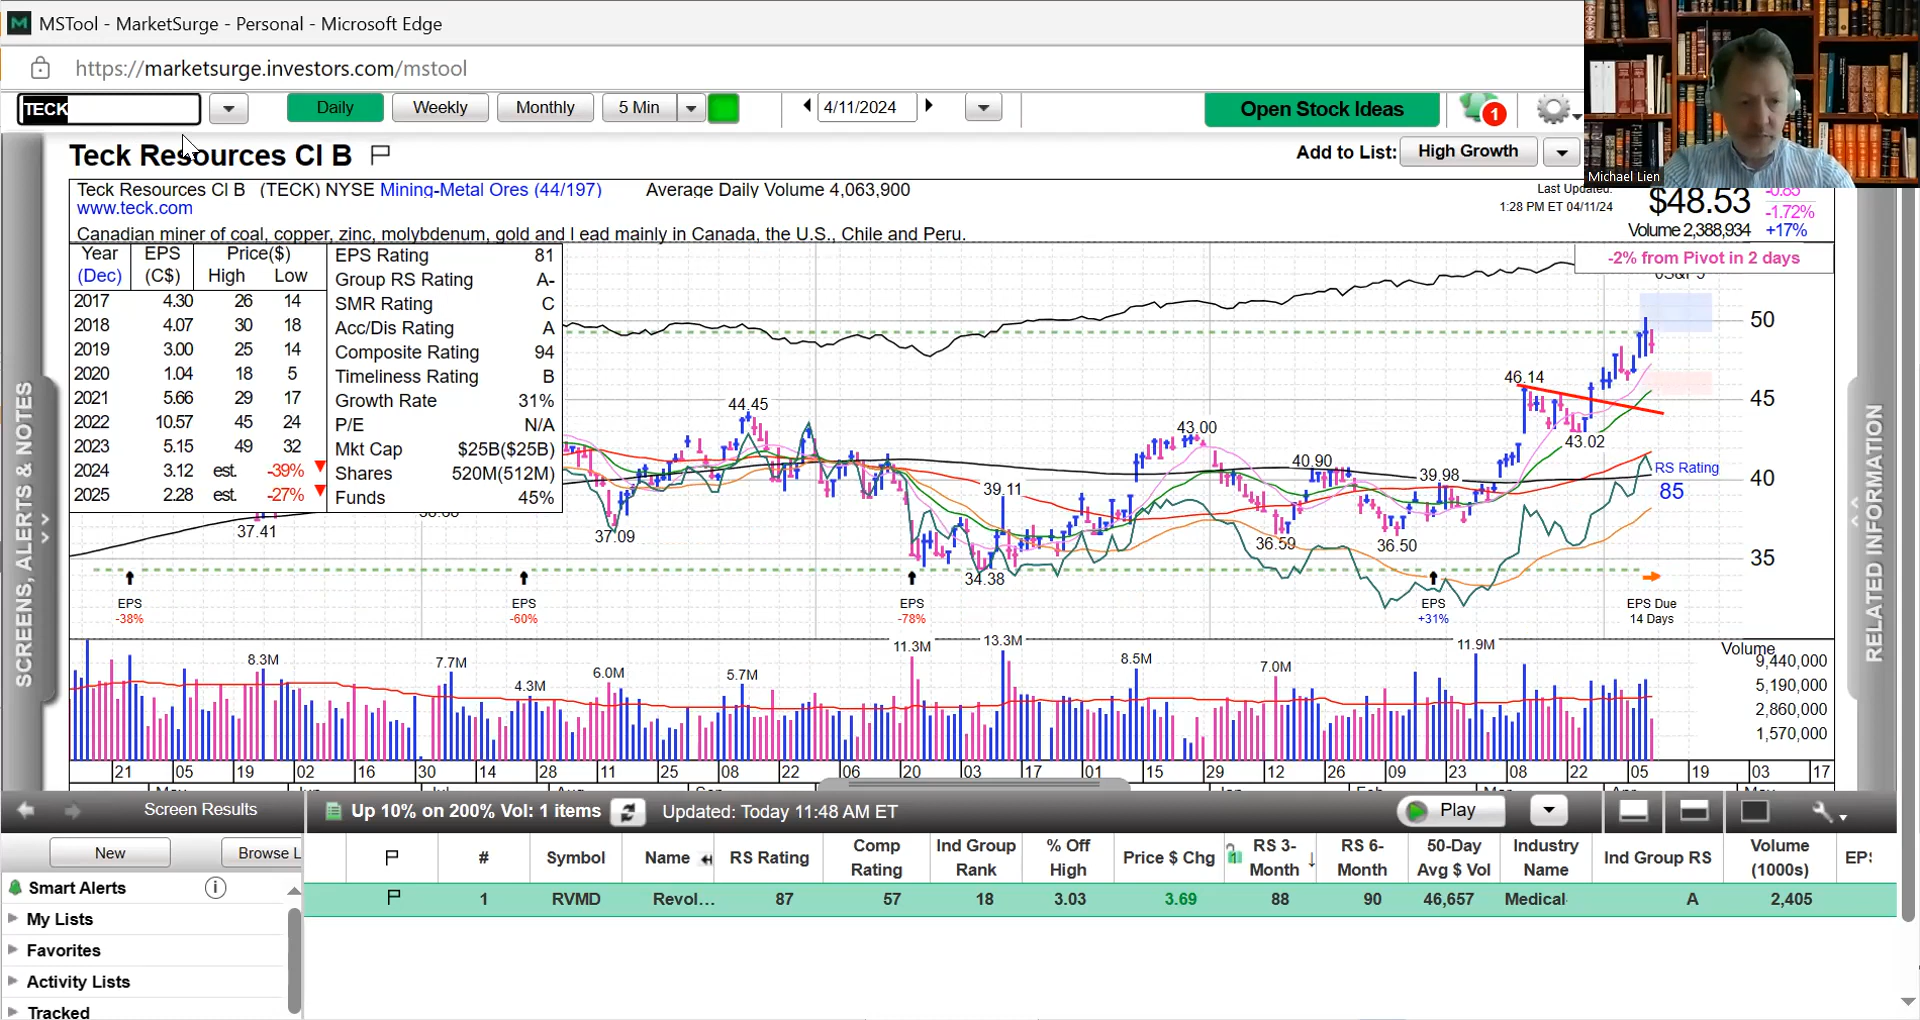 MSTool - MarketSurge - Personal - Microsoft Edge
https://marketsurge.investors.com/mstool
TECK
Daily
Weekly
Monthly
5 Min
4/11/2024
Open Stock Ideas
1
Michael Lien
Teck Resources Cl B
Add to List:
High Growth
Teck Resources Cl B (TECK) NYSE Mining-Metal Ores (44/197) Average Daily Volume 4,063,900
www.teck.com
Canadian miner of coal, copper, zinc, molybdenum, gold and l ead mainly in Canada, the U.S., Chile and Peru.
Last Updated:
1:28 PM ET 04/11/24
$48.53
-0.85
-1.72%
Volume 2,388,934 +17%
-2% from Pivot in 2 days
Year EPS Price($)
(Dec) (C$) High Low
2017 4.30 26 14
2018 4.07 30 18
2019 3.00 25 14
2020 1.04 18 5
2021 5.66 29 17
2022 10.57 45 24
2023 5.15 49 32
2024 3.12 est. -39%
2025 2.28 est. -27%
EPS Rating 81
Group RS Rating A-
SMR Rating C
Acc/Dis Rating A
Composite Rating 94
Timeliness Rating B
Growth Rate 31%
P/E N/A
Mkt Cap $25B($25B)
Shares 520M(512M)
Funds 45%
50
45
40
35
46.14
44.45
43.00
43.02
40.90
39.98
39.11
37.41
37.09
36.59
36.50
34.38
RS Rating
85
EPS
-38%
EPS
-60%
EPS
-78%
EPS
+31%
EPS Due
14 Days
8.3M
7.7M
4.3M
6.0M
5.7M
11.3M
13.3M
8.5M
7.0M
11.9M
Volume
9,440,000
5,190,000
2,860,000
1,570,000
21 05 19 02 16 30 14 28 11 25 08 22 06 20 03 17 01 15 29 12 26 09 23 08 22 05 19 03 17
SCREENS, ALERTS & NOTES
RELATED INFORMATION
Screen Results
Up 10% on 200% Vol: 1 items
Updated: Today 11:48 AM ET
Play
New
Browse L
Smart Alerts
My Lists
Favorites
Activity Lists
Tracked
# Symbol Name RS Rating Comp Rating Ind Group Rank % Off High Price $ Chg RS 3-Month RS 6-Month 50-Day Avg $ Vol Industry Name Ind Group RS Volume (1000s) EPS
1 RVMD Revol... 87 57 18 3.03 3.69 88 90 46,657 Medical A 2,405